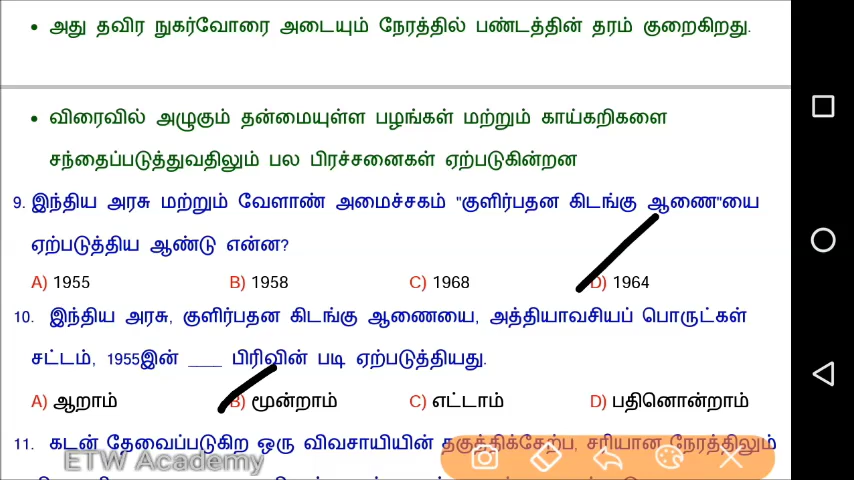 • அது தவிர நுகர்வோரை அடையும் நேரத்தில் பண்டத்தின் தரம் குறைகிறது.
• விரைவில் அழுகும் தன்மையுள்ள பழங்கள் மற்றும் காய்கறிகளை
சந்தைப்படுத்துவதிலும் பல பிரச்சனைகள் ஏற்படுகின்றன
9. இந்திய அரசு மற்றும் வேளாண் அமைச்சகம் "குளிர்பதன கிடங்கு ஆணை"யை
ஏற்படுத்திய ஆண்டு என்ன?
A) 1955 B) 1958 C) 1968 D) 1964
10. இந்திய அரசு, குளிர்பதன கிடங்கு ஆணையை, அத்தியாவசியப் பொருட்கள்
சட்டம், 1955இன் ____ பிரிவின் படி ஏற்படுத்தியது.
A) ஆறாம் B) மூன்றாம் C) எட்டாம் D) பதினொன்றாம்
11. கடன் தேவைப்படுகிற ஒரு விவசாயியின் தகுத்திக்சேற்ப, சரியான நேரத்திலும்
ETW Academy